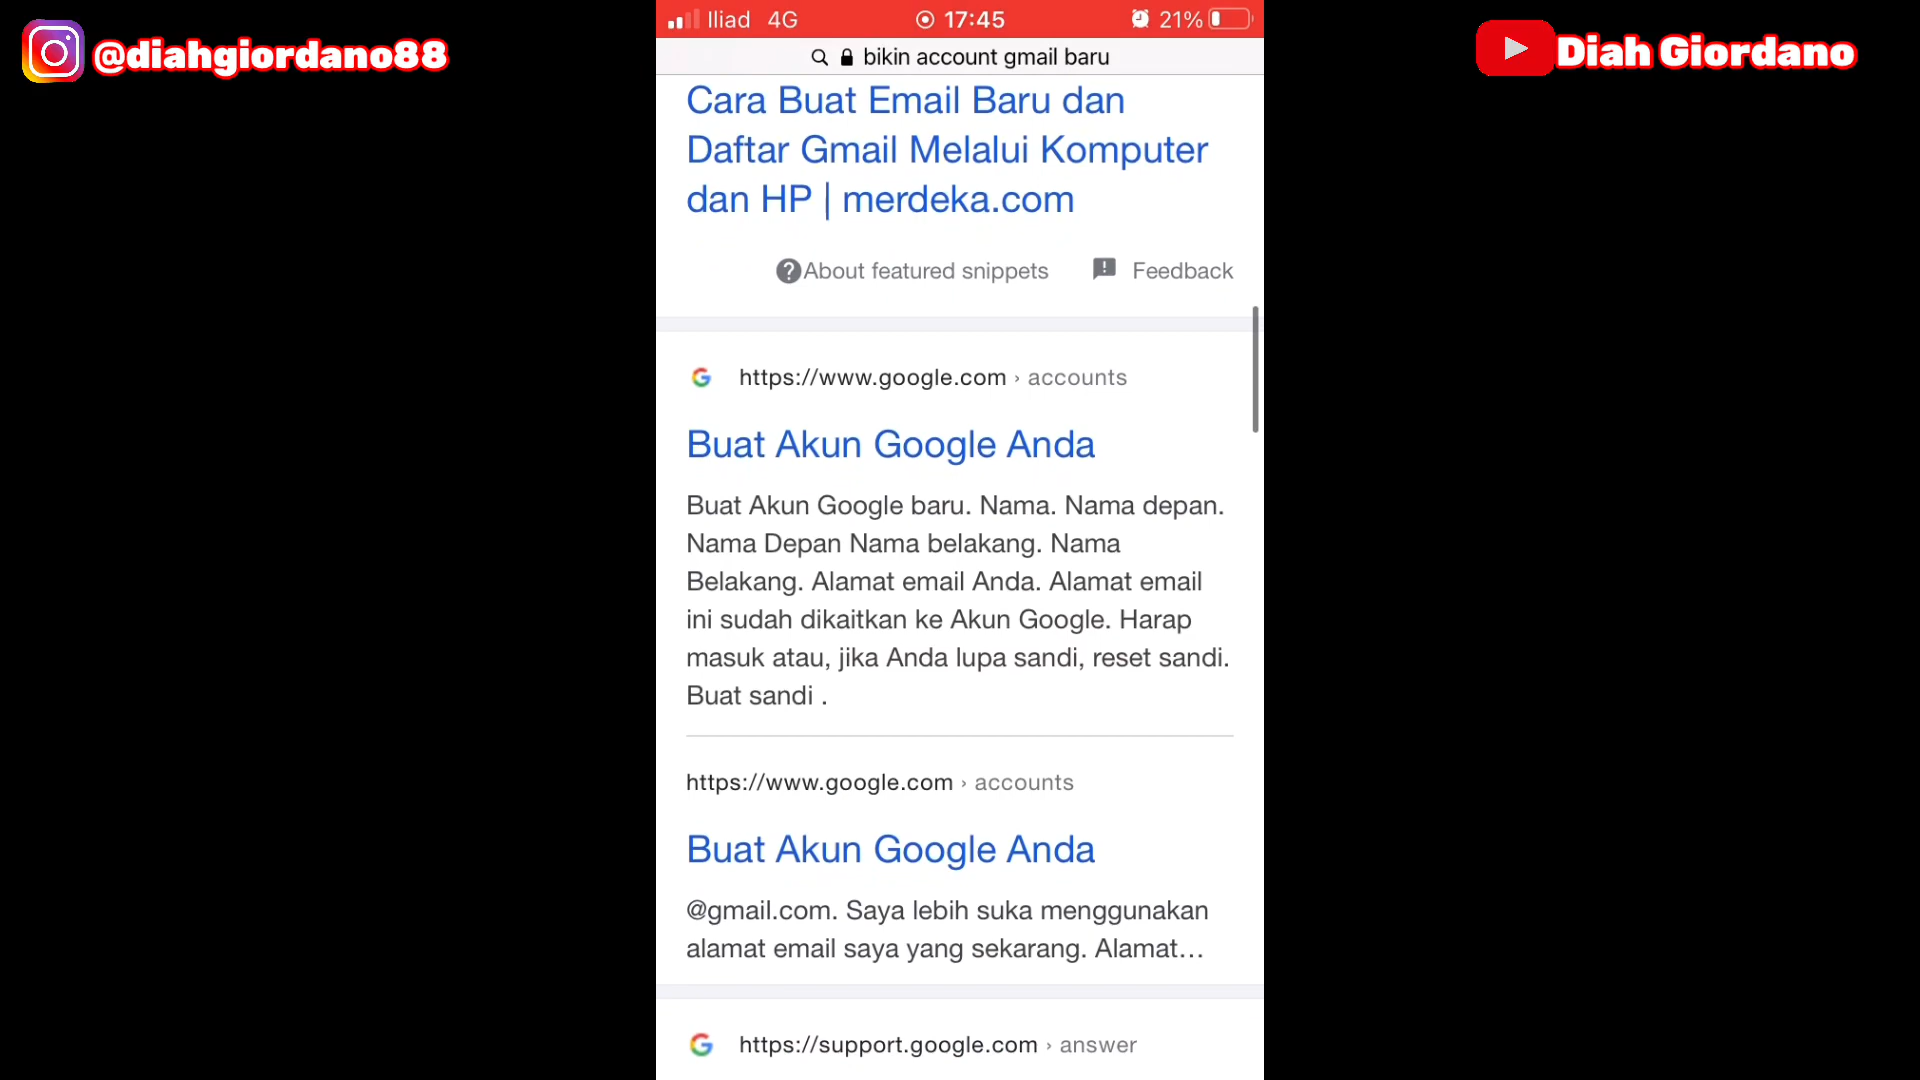 @diahgiordano88
Iliad 4G 17:45 21%
Diah Giordano
bikin account gmail baru
Cara Buat Email Baru dan
Daftar Gmail Melalui Komputer
dan HP | merdeka.com
About featured snippets Feedback
https://www.google.com › accounts
Buat Akun Google Anda
Buat Akun Google baru. Nama. Nama depan.
Nama Depan Nama belakang. Nama
Belakang. Alamat email Anda. Alamat email
ini sudah dikaitkan ke Akun Google. Harap
masuk atau, jika Anda lupa sandi, reset sandi.
Buat sandi .
https://www.google.com › accounts
Buat Akun Google Anda
@gmail.com. Saya lebih suka menggunakan
alamat email saya yang sekarang. Alamat...
https://support.google.com › answer